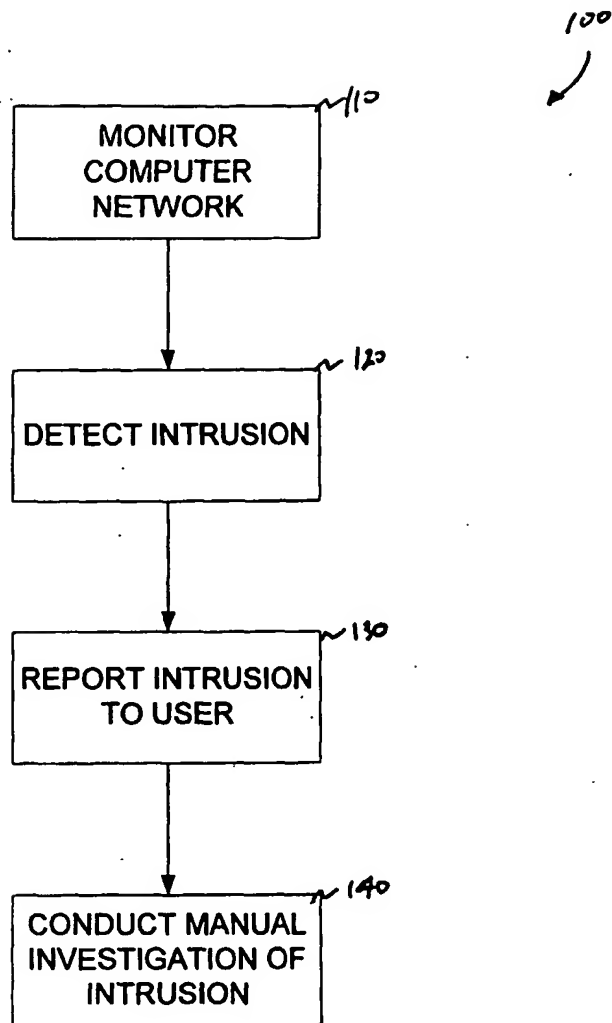 100
110
MONITOR
COMPUTER
NETWORK
120
DETECT INTRUSION
130
REPORT INTRUSION
TO USER
140
CONDUCT MANUAL
INVESTIGATION OF
INTRUSION